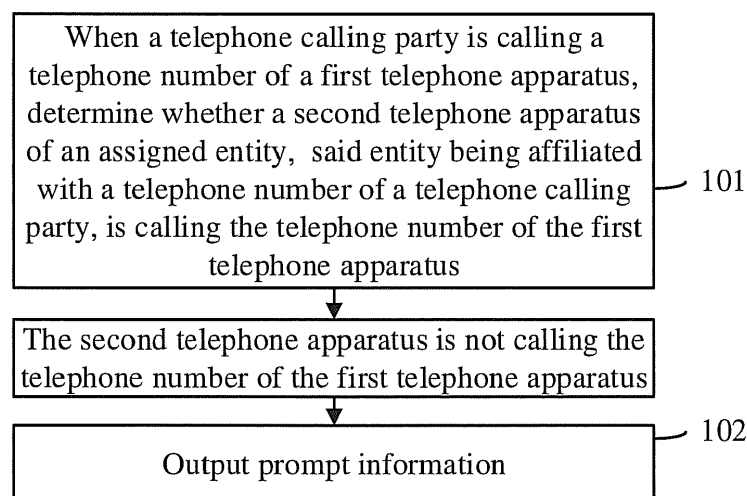 When a telephone calling party is calling a
telephone number of a first telephone apparatus,
determine whether a second telephone apparatus
of an assigned entity, said entity being affiliated
with a telephone number of a telephone calling
party, is calling the telephone number of the first
telephone apparatus
101
The second telephone apparatus is not calling the
telephone number of the first telephone apparatus
102
Output prompt information